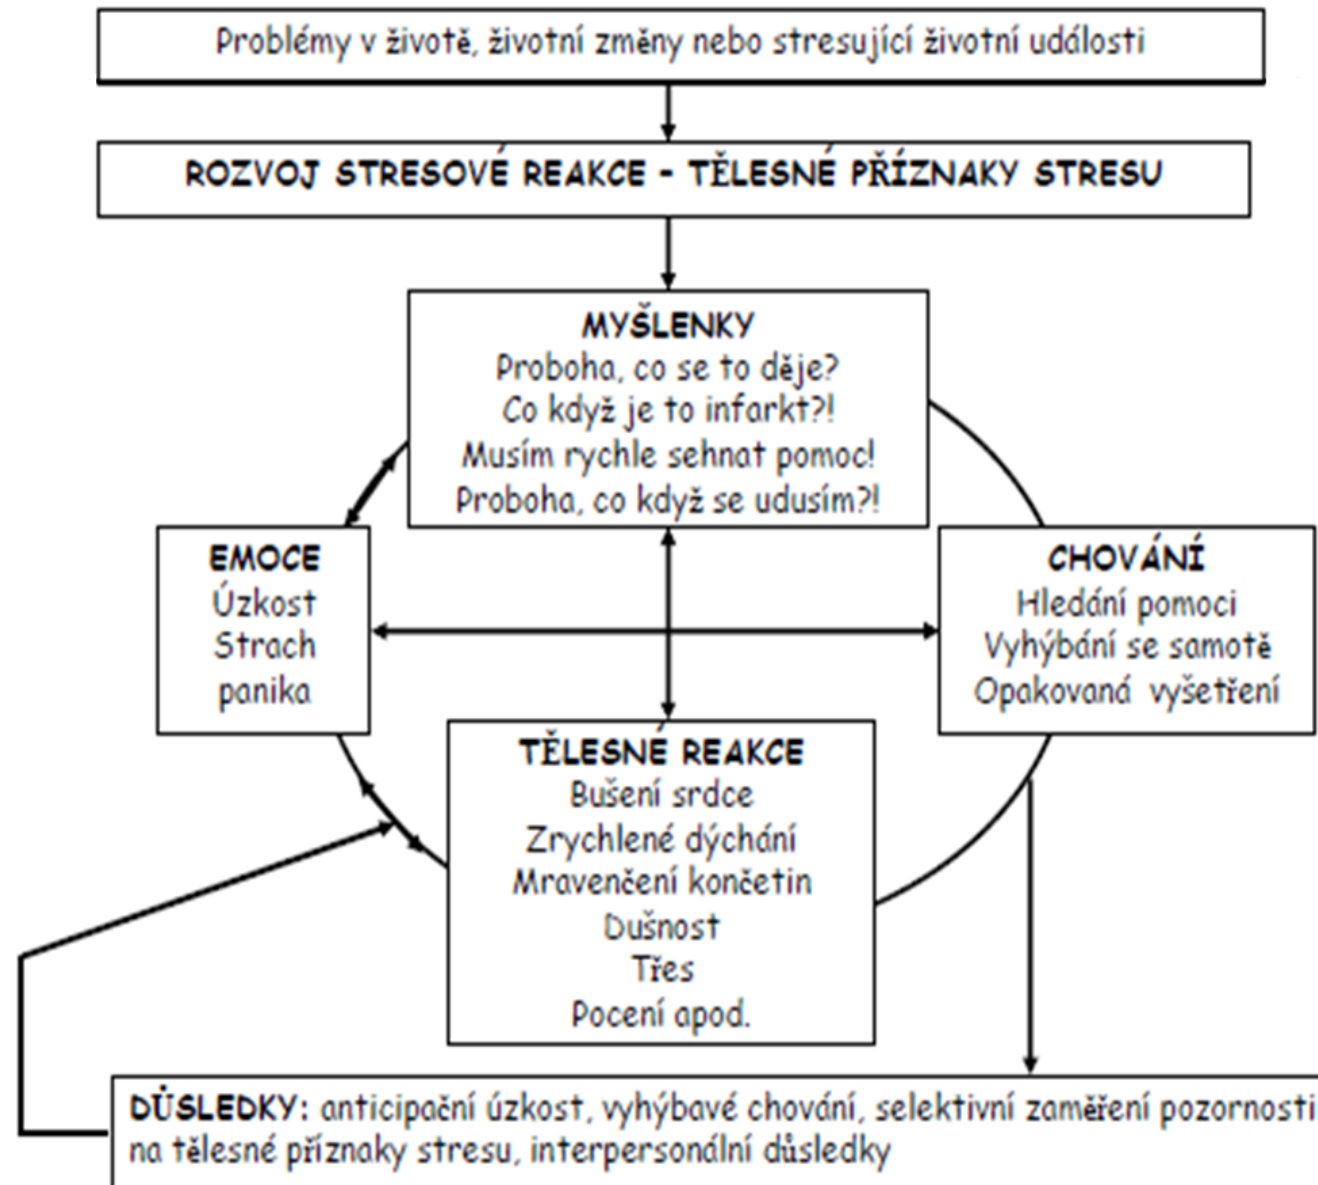 Problémy v životě, životní změny nebo stresující životní události
ROZVOJ STRESOVÉ REAKCE - TĚLESNÉ PŘÍZNAKY STRESU
MYŠLENKY
Proboha, co se to děje?
Co když je to infarkt?!
Musím rychle sehnat pomoc!
Proboha, co když se udusím?!
EMOCE
Úzkost
Strach
panika
CHOVÁNÍ
Hledání pomoci
Vyhýbání se samotě
Opakovaná vyšetření
TĚLESNÉ REAKCE
Bušení srdce
Zrychlené dýchání
Mravenčení končetin
Dušnost
Třes
Pocení apod.
DŮSLEDKY: anticipační úzkost, vyhýbavé chování, selektivní zaměření pozornosti
na tělesné příznaky stresu, interpersonální důsledky